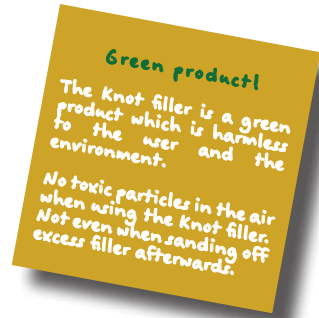 Green product!
The Knot filler is a green
product which is harmless
to the user and the
environment.
No toxic particles in the air
when using the Knot filler.
Not even when sanding off
excess filler afterwards.